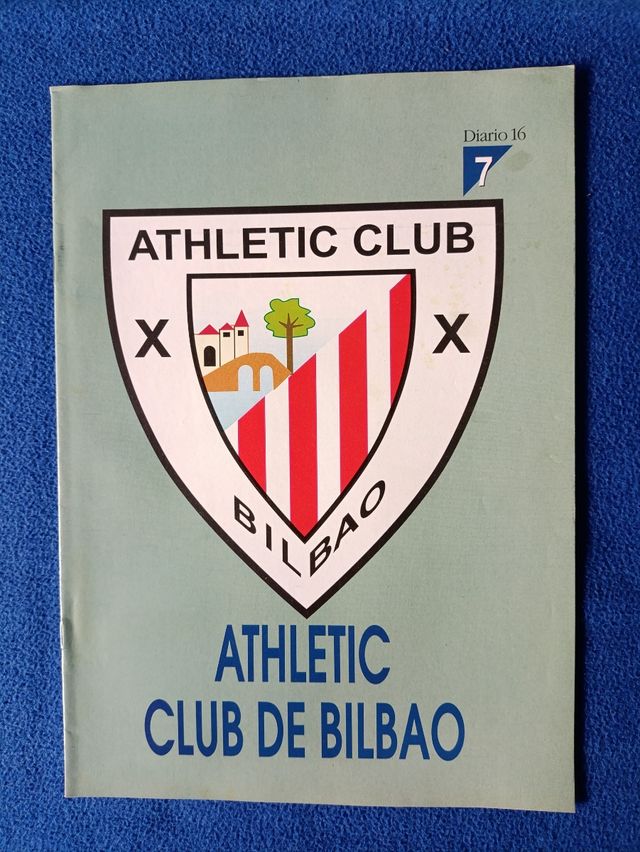 Diario 16
7
ATHLETIC CLUB
X X
BILBAO
ATHLETIC
CLUB DE BILBAO